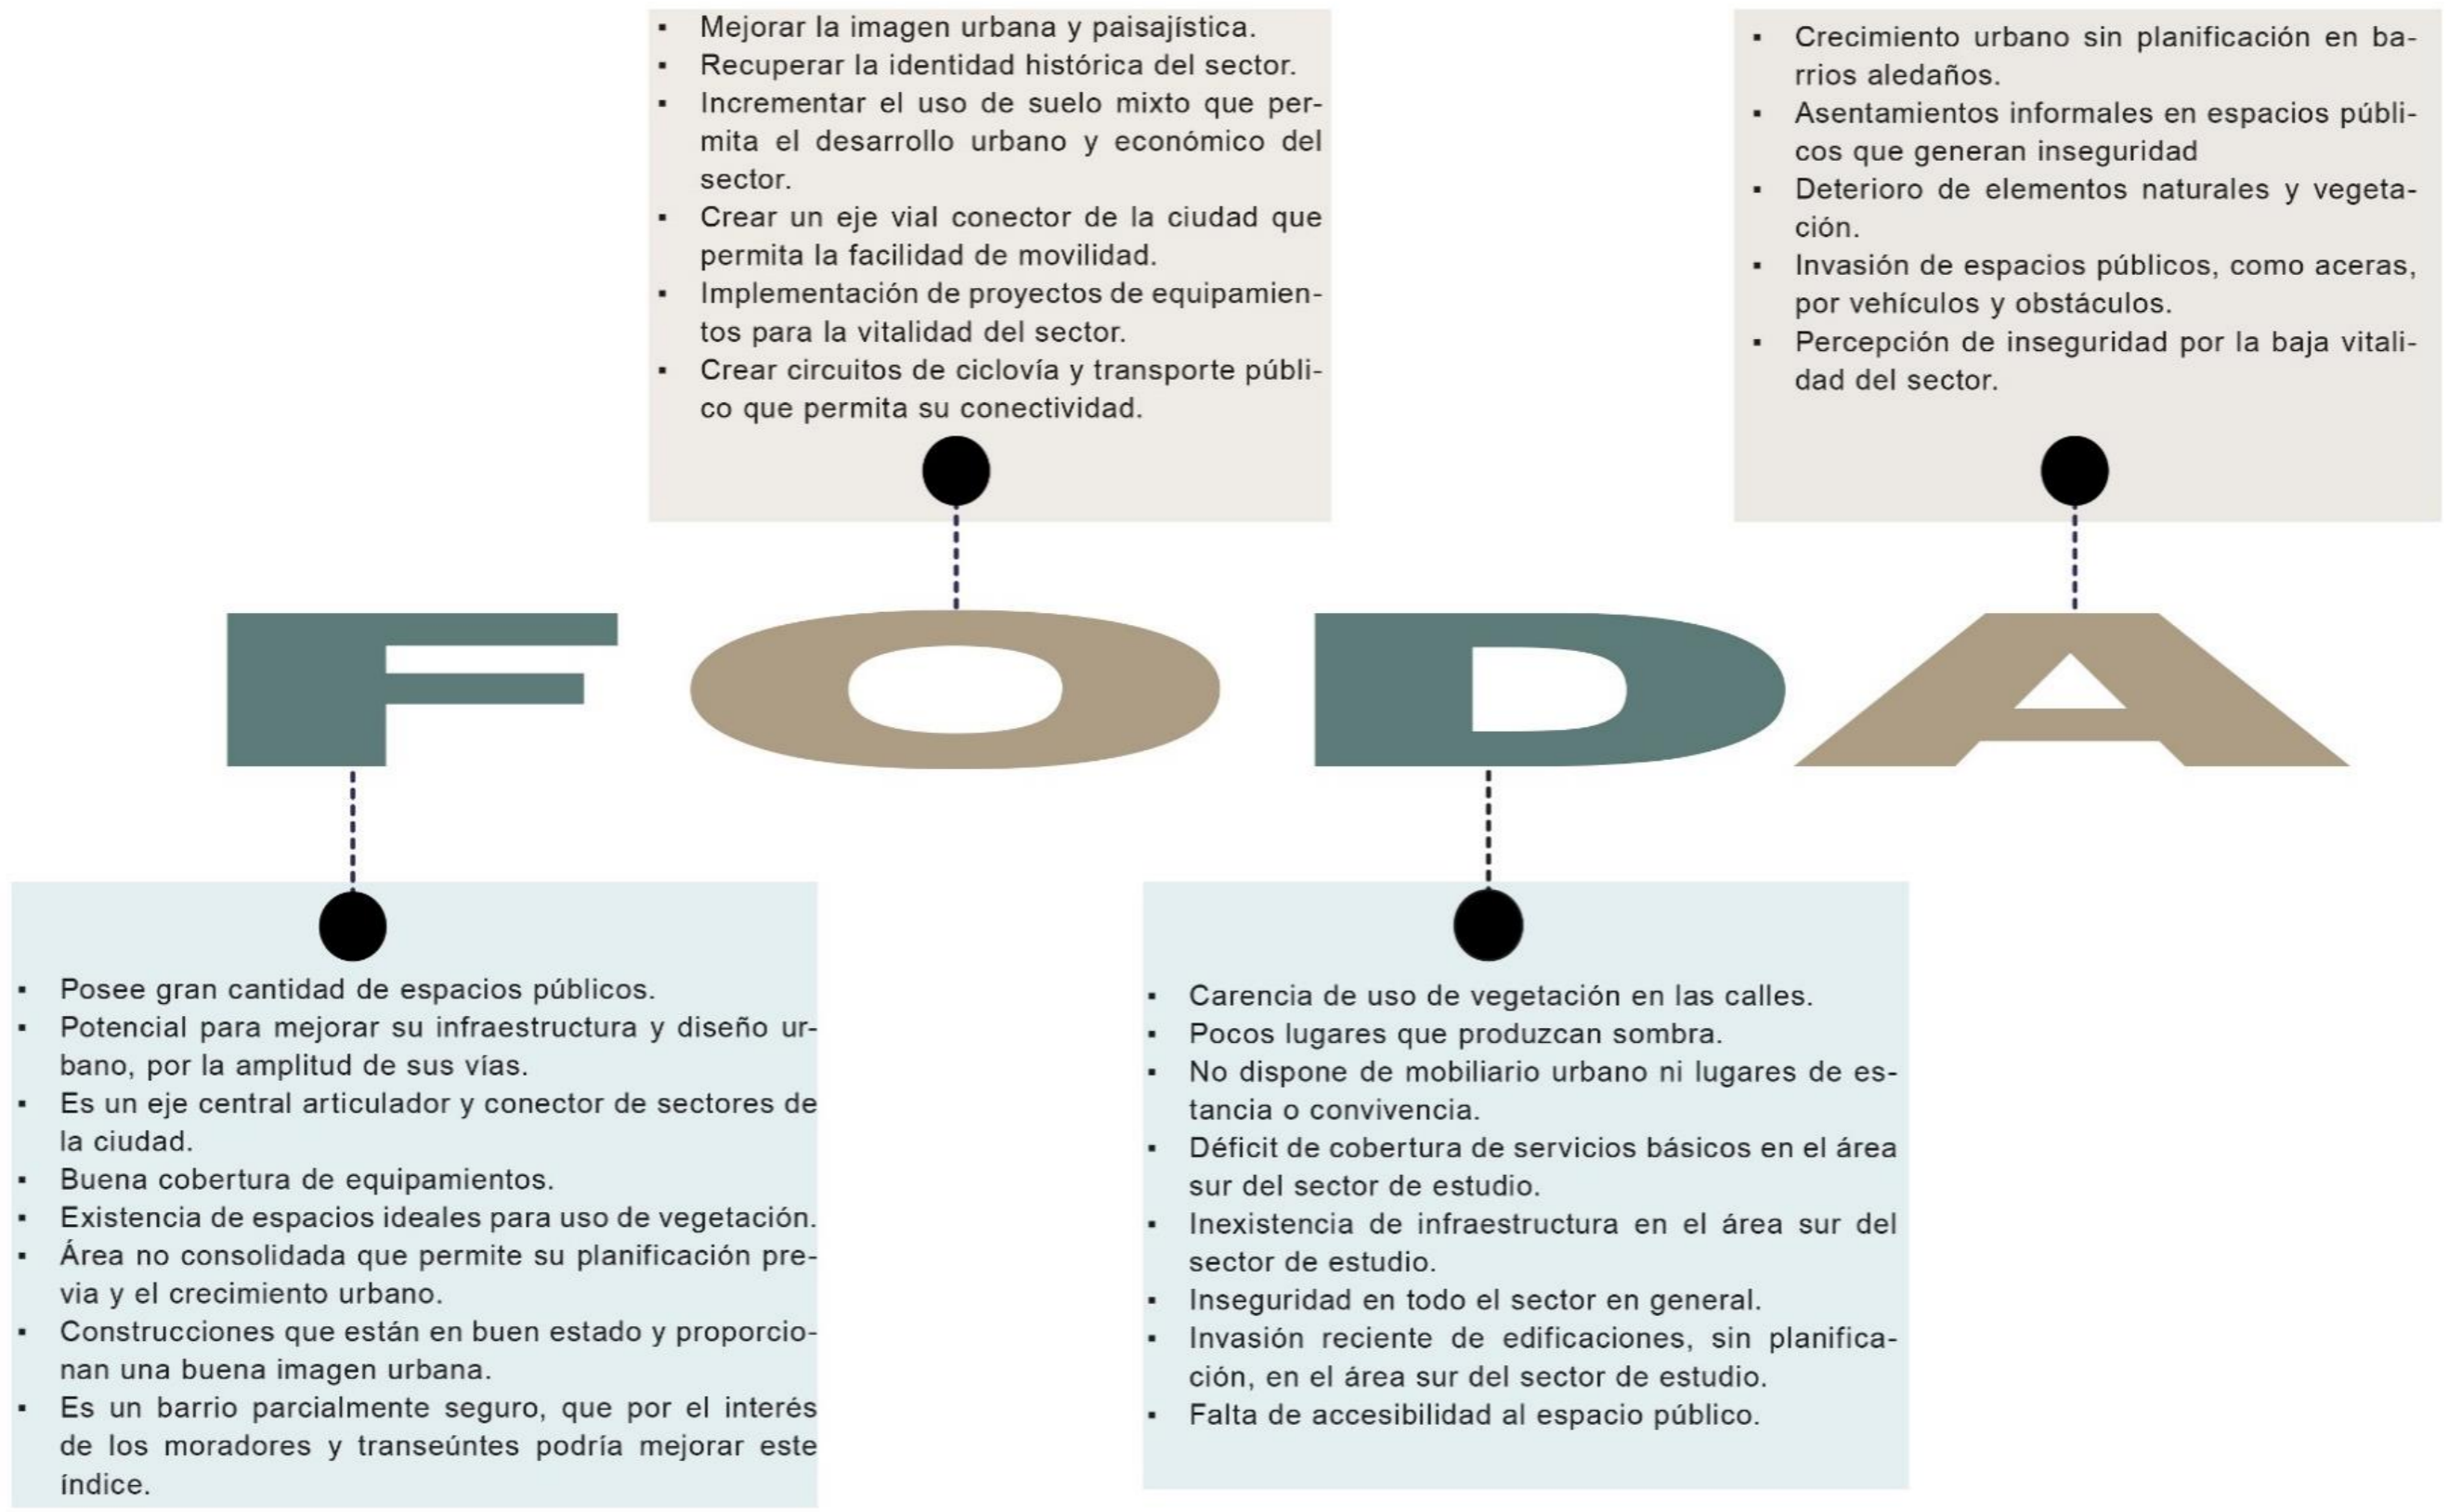 ▪ Mejorar la imagen urbana y paisajística.
▪ Recuperar la identidad histórica del sector.
▪ Incrementar el uso de suelo mixto que per-
mita el desarrollo urbano y económico del
sector.
▪ Crear un eje vial conector de la ciudad que
permita la facilidad de movilidad.
▪ Implementación de proyectos de equipamien-
tos para la vitalidad del sector.
▪ Crear circuitos de ciclovía y transporte públi-
co que permita su conectividad.
▪ Crecimiento urbano sin planificación en ba-
rrios aledaños.
▪ Asentamientos informales en espacios públi-
cos que generan inseguridad
▪ Deterioro de elementos naturales y vegeta-
ción.
▪ Invasión de espacios públicos, como aceras,
por vehículos y obstáculos.
▪ Percepción de inseguridad por la baja vitali-
dad del sector.
FODA
▪ Posee gran cantidad de espacios públicos.
▪ Potencial para mejorar su infraestructura y diseño ur-
bano, por la amplitud de sus vías.
▪ Es un eje central articulador y conector de sectores de
la ciudad.
▪ Buena cobertura de equipamientos.
▪ Existencia de espacios ideales para uso de vegetación.
▪ Área no consolidada que permite su planificación pre-
via y el crecimiento urbano.
▪ Construcciones que están en buen estado y proporcio-
nan una buena imagen urbana.
▪ Es un barrio parcialmente seguro, que por el interés
de los moradores y transeúntes podría mejorar este
índice.
▪ Carencia de uso de vegetación en las calles.
▪ Pocos lugares que produzcan sombra.
▪ No dispone de mobiliario urbano ni lugares de es-
tancia o convivencia.
▪ Déficit de cobertura de servicios básicos en el área
sur del sector de estudio.
▪ Inexistencia de infraestructura en el área sur del
sector de estudio.
▪ Inseguridad en todo el sector en general.
▪ Invasión reciente de edificaciones, sin planifica-
ción, en el área sur del sector de estudio.
▪ Falta de accesibilidad al espacio público.